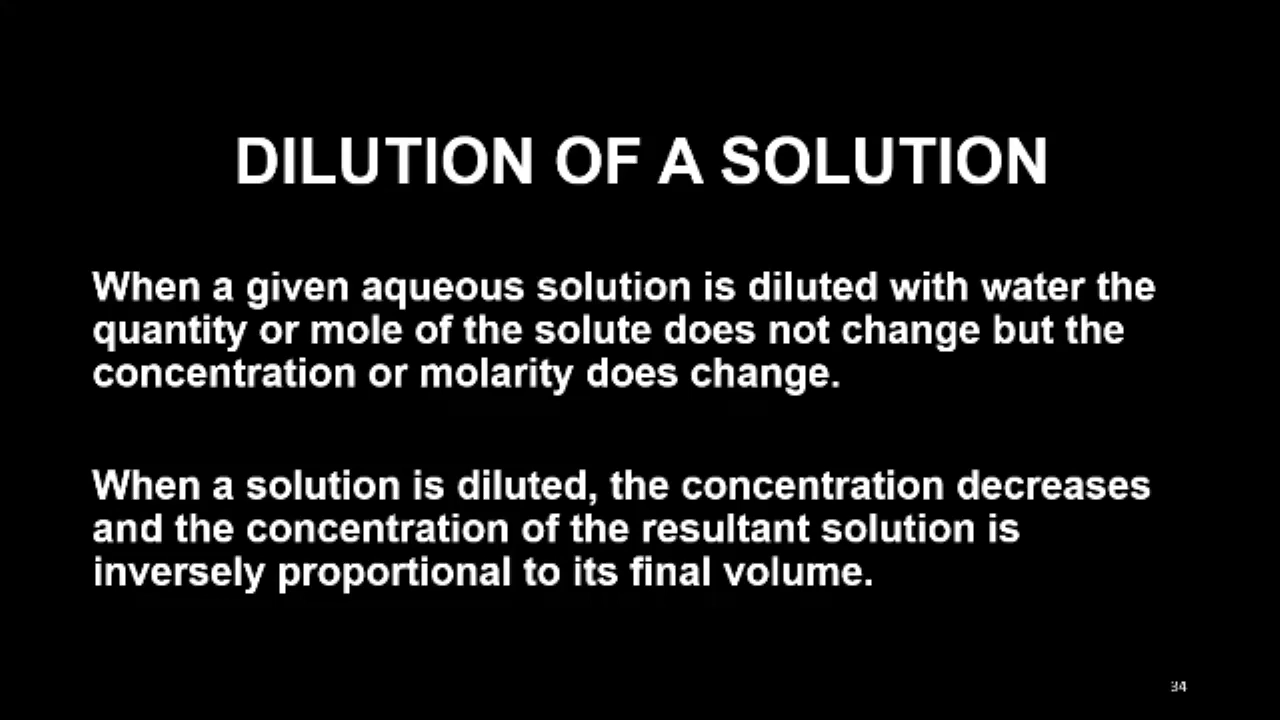 DILUTION OF A SOLUTION
When a given aqueous solution is diluted with water the
quantity or mole of the solute does not change but the
concentration or molarity does change.
When a solution is diluted, the concentration decreases
and the concentration of the resultant solution is
inversely proportional to its final volume.
34